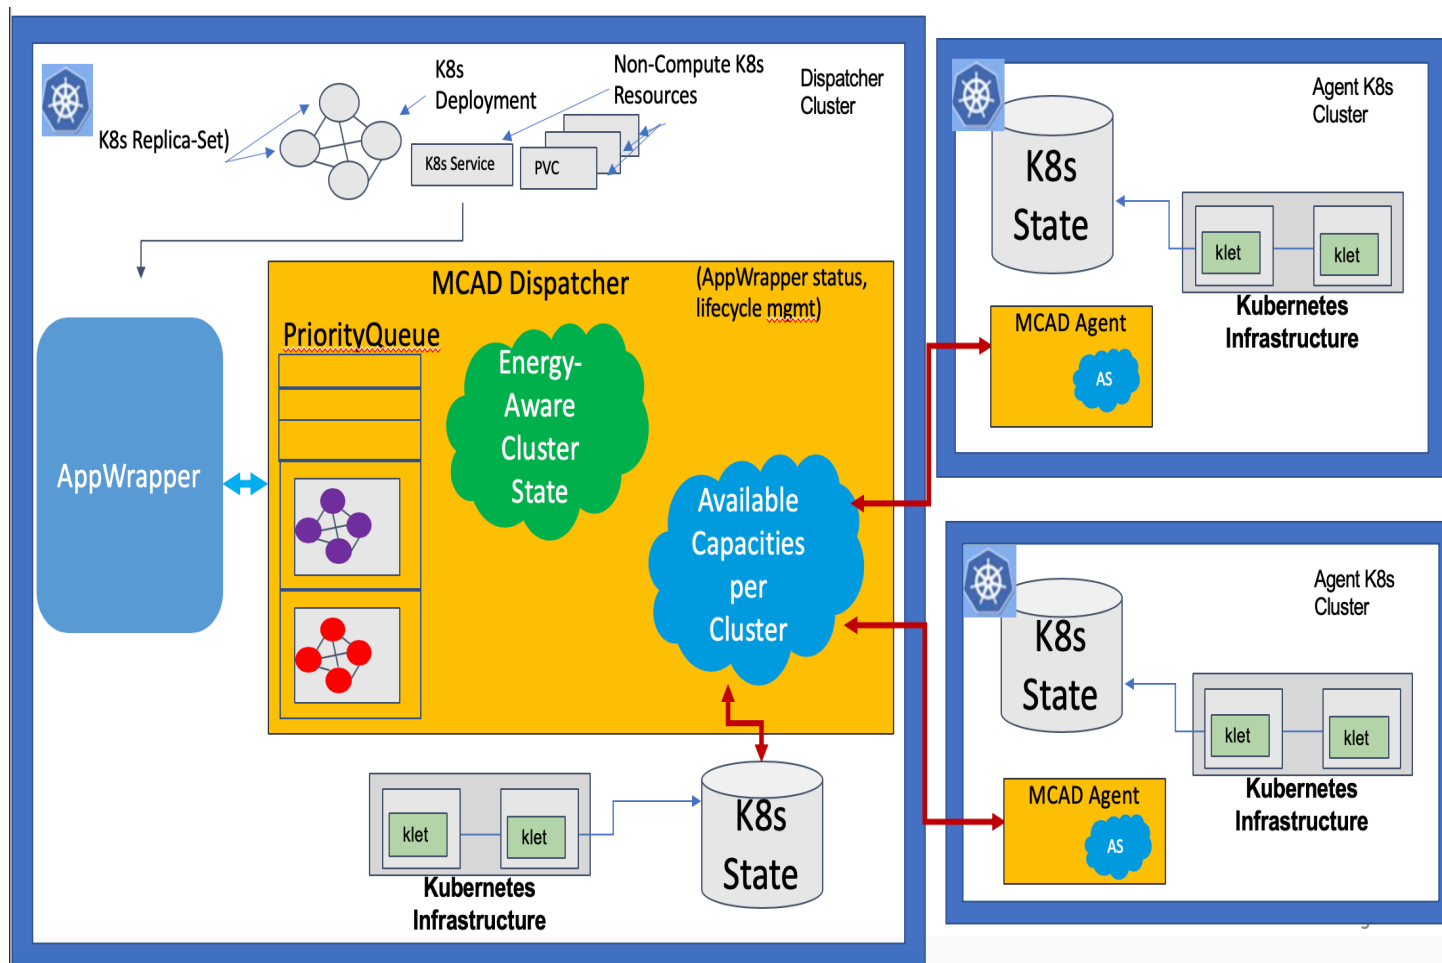 K8s
Deployment
Non-Compute K8s
Resources
Dispatcher
Cluster
K8s Replica-Set)
K8s Service
PVC
MCAD Dispatcher
(AppWrapper status,
lifecycle mgmt)
PriorityQueue
Energy-
Aware
Cluster
State
AppWrapper
Available
Capacities
per
Cluster
klet
klet
Kubernetes
Infrastructure
K8s
State
Agent K8s
Cluster
K8s
State
klet
klet
Kubernetes
Infrastructure
MCAD Agent
AS
Agent K8s
Cluster
K8s
State
klet
klet
Kubernetes
Infrastructure
MCAD Agent
AS